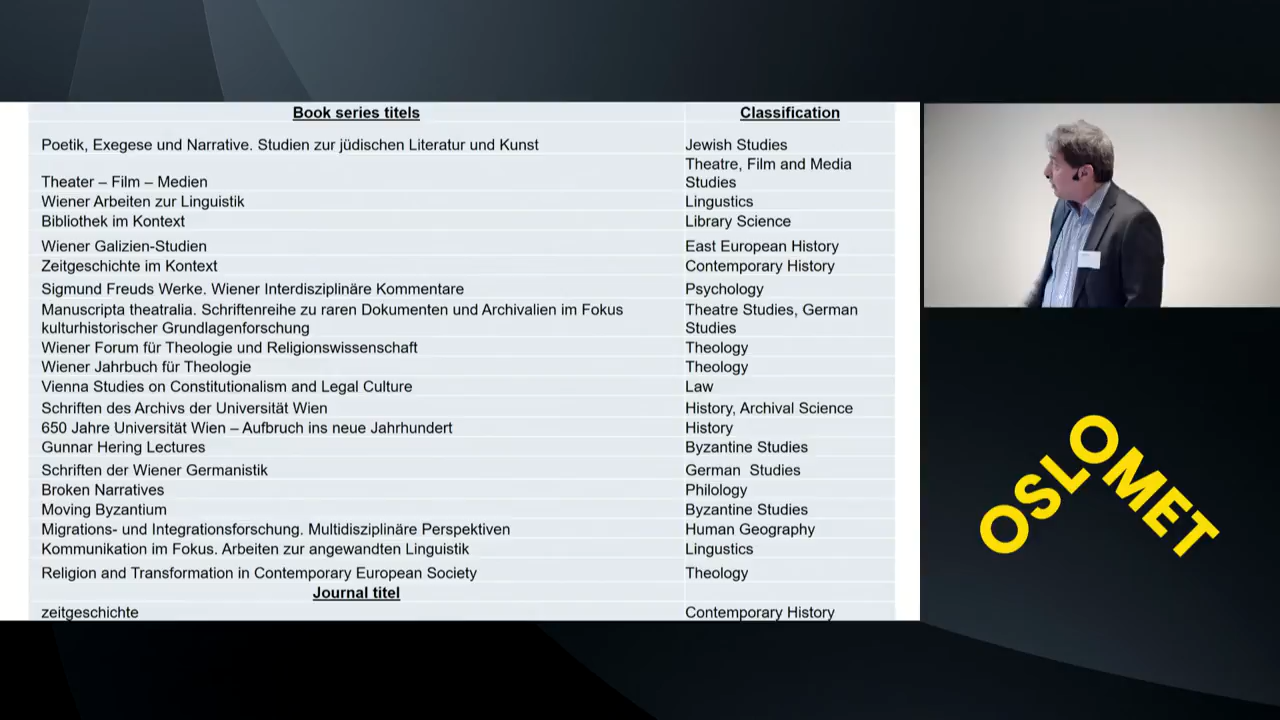 Book series titels Classification
Poetik, Exegese und Narrative. Studien zur jüdischen Literatur und Kunst Jewish Studies
Theater – Film – Medien Theatre, Film and Media
Studies
Wiener Arbeiten zur Linguistik Lingustics
Bibliothek im Kontext Library Science
Wiener Galizien-Studien East European History
Zeitgeschichte im Kontext Contemporary History
Sigmund Freuds Werke. Wiener Interdisziplinäre Kommentare Psychology
Manuscripta theatralia. Schriftenreihe zu raren Dokumenten und Archivalien im Fokus Theatre Studies, German
kulturhistorischer Grundlagenforschung Studies
Wiener Forum für Theologie und Religionswissenschaft Theology
Wiener Jahrbuch für Theologie Theology
Vienna Studies on Constitutionalism and Legal Culture Law
Schriften des Archivs der Universität Wien History, Archival Science
650 Jahre Universität Wien – Aufbruch ins neue Jahrhundert History
Gunnar Hering Lectures Byzantine Studies
Schriften der Wiener Germanistik German  Studies
Broken Narratives Philology
Moving Byzantium Byzantine Studies
Migrations- und Integrationsforschung. Multidisziplinäre Perspektiven Human Geography
Kommunikation im Fokus. Arbeiten zur angewandten Linguistik Lingustics
Religion and Transformation in Contemporary European Society Theology
Journal titel
zeitgeschichte Contemporary History
OSLOMET